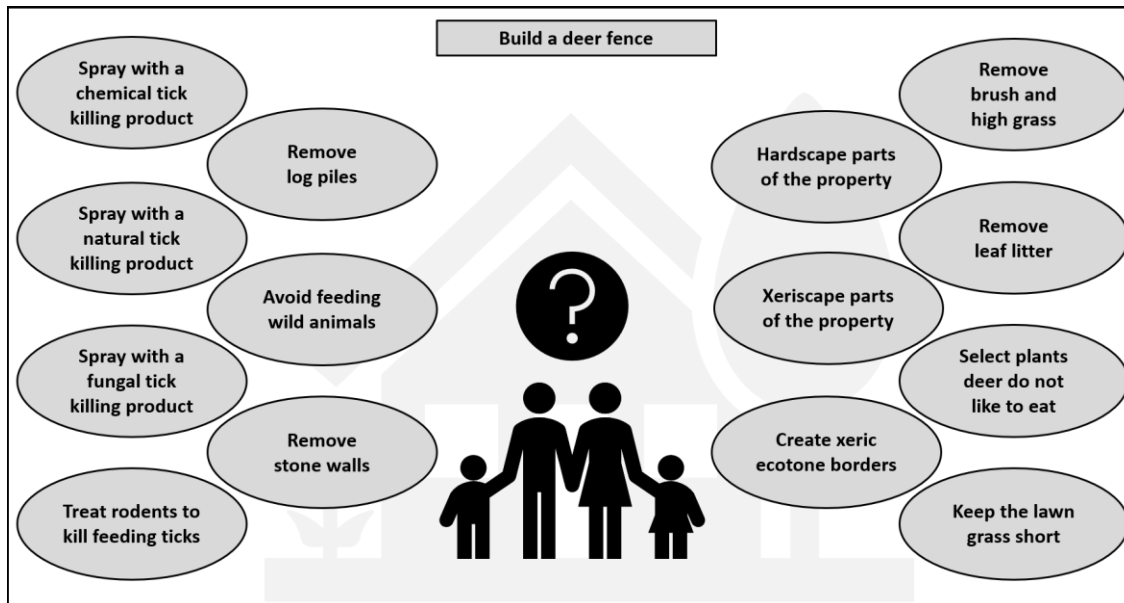 Build a deer fence
Spray with a
chemical tick
killing product
Remove
log piles
Spray with a
natural tick
killing product
Avoid feeding
wild animals
Spray with a
fungal tick
killing product
Remove
stone walls
Treat rodents to
kill feeding ticks
?
Remove
brush and
high grass
Hardscape parts
of the property
Remove
leaf litter
Xeriscape parts
of the property
Select plants
deer do not
like to eat
Create xeric
ecotone borders
Keep the lawn
grass short